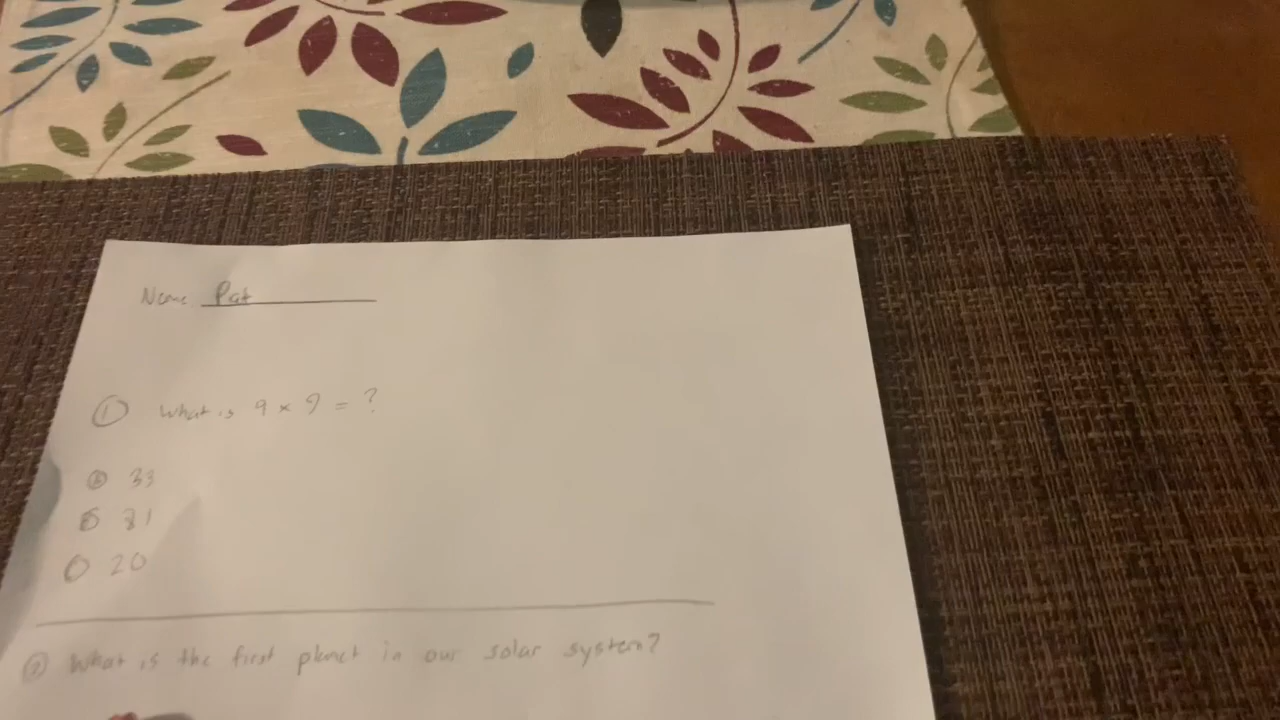 Name Pat
① What is 9 x 9 = ?
ⓐ 33
ⓑ 81
ⓒ 20
② What is the first planet in our solar system?